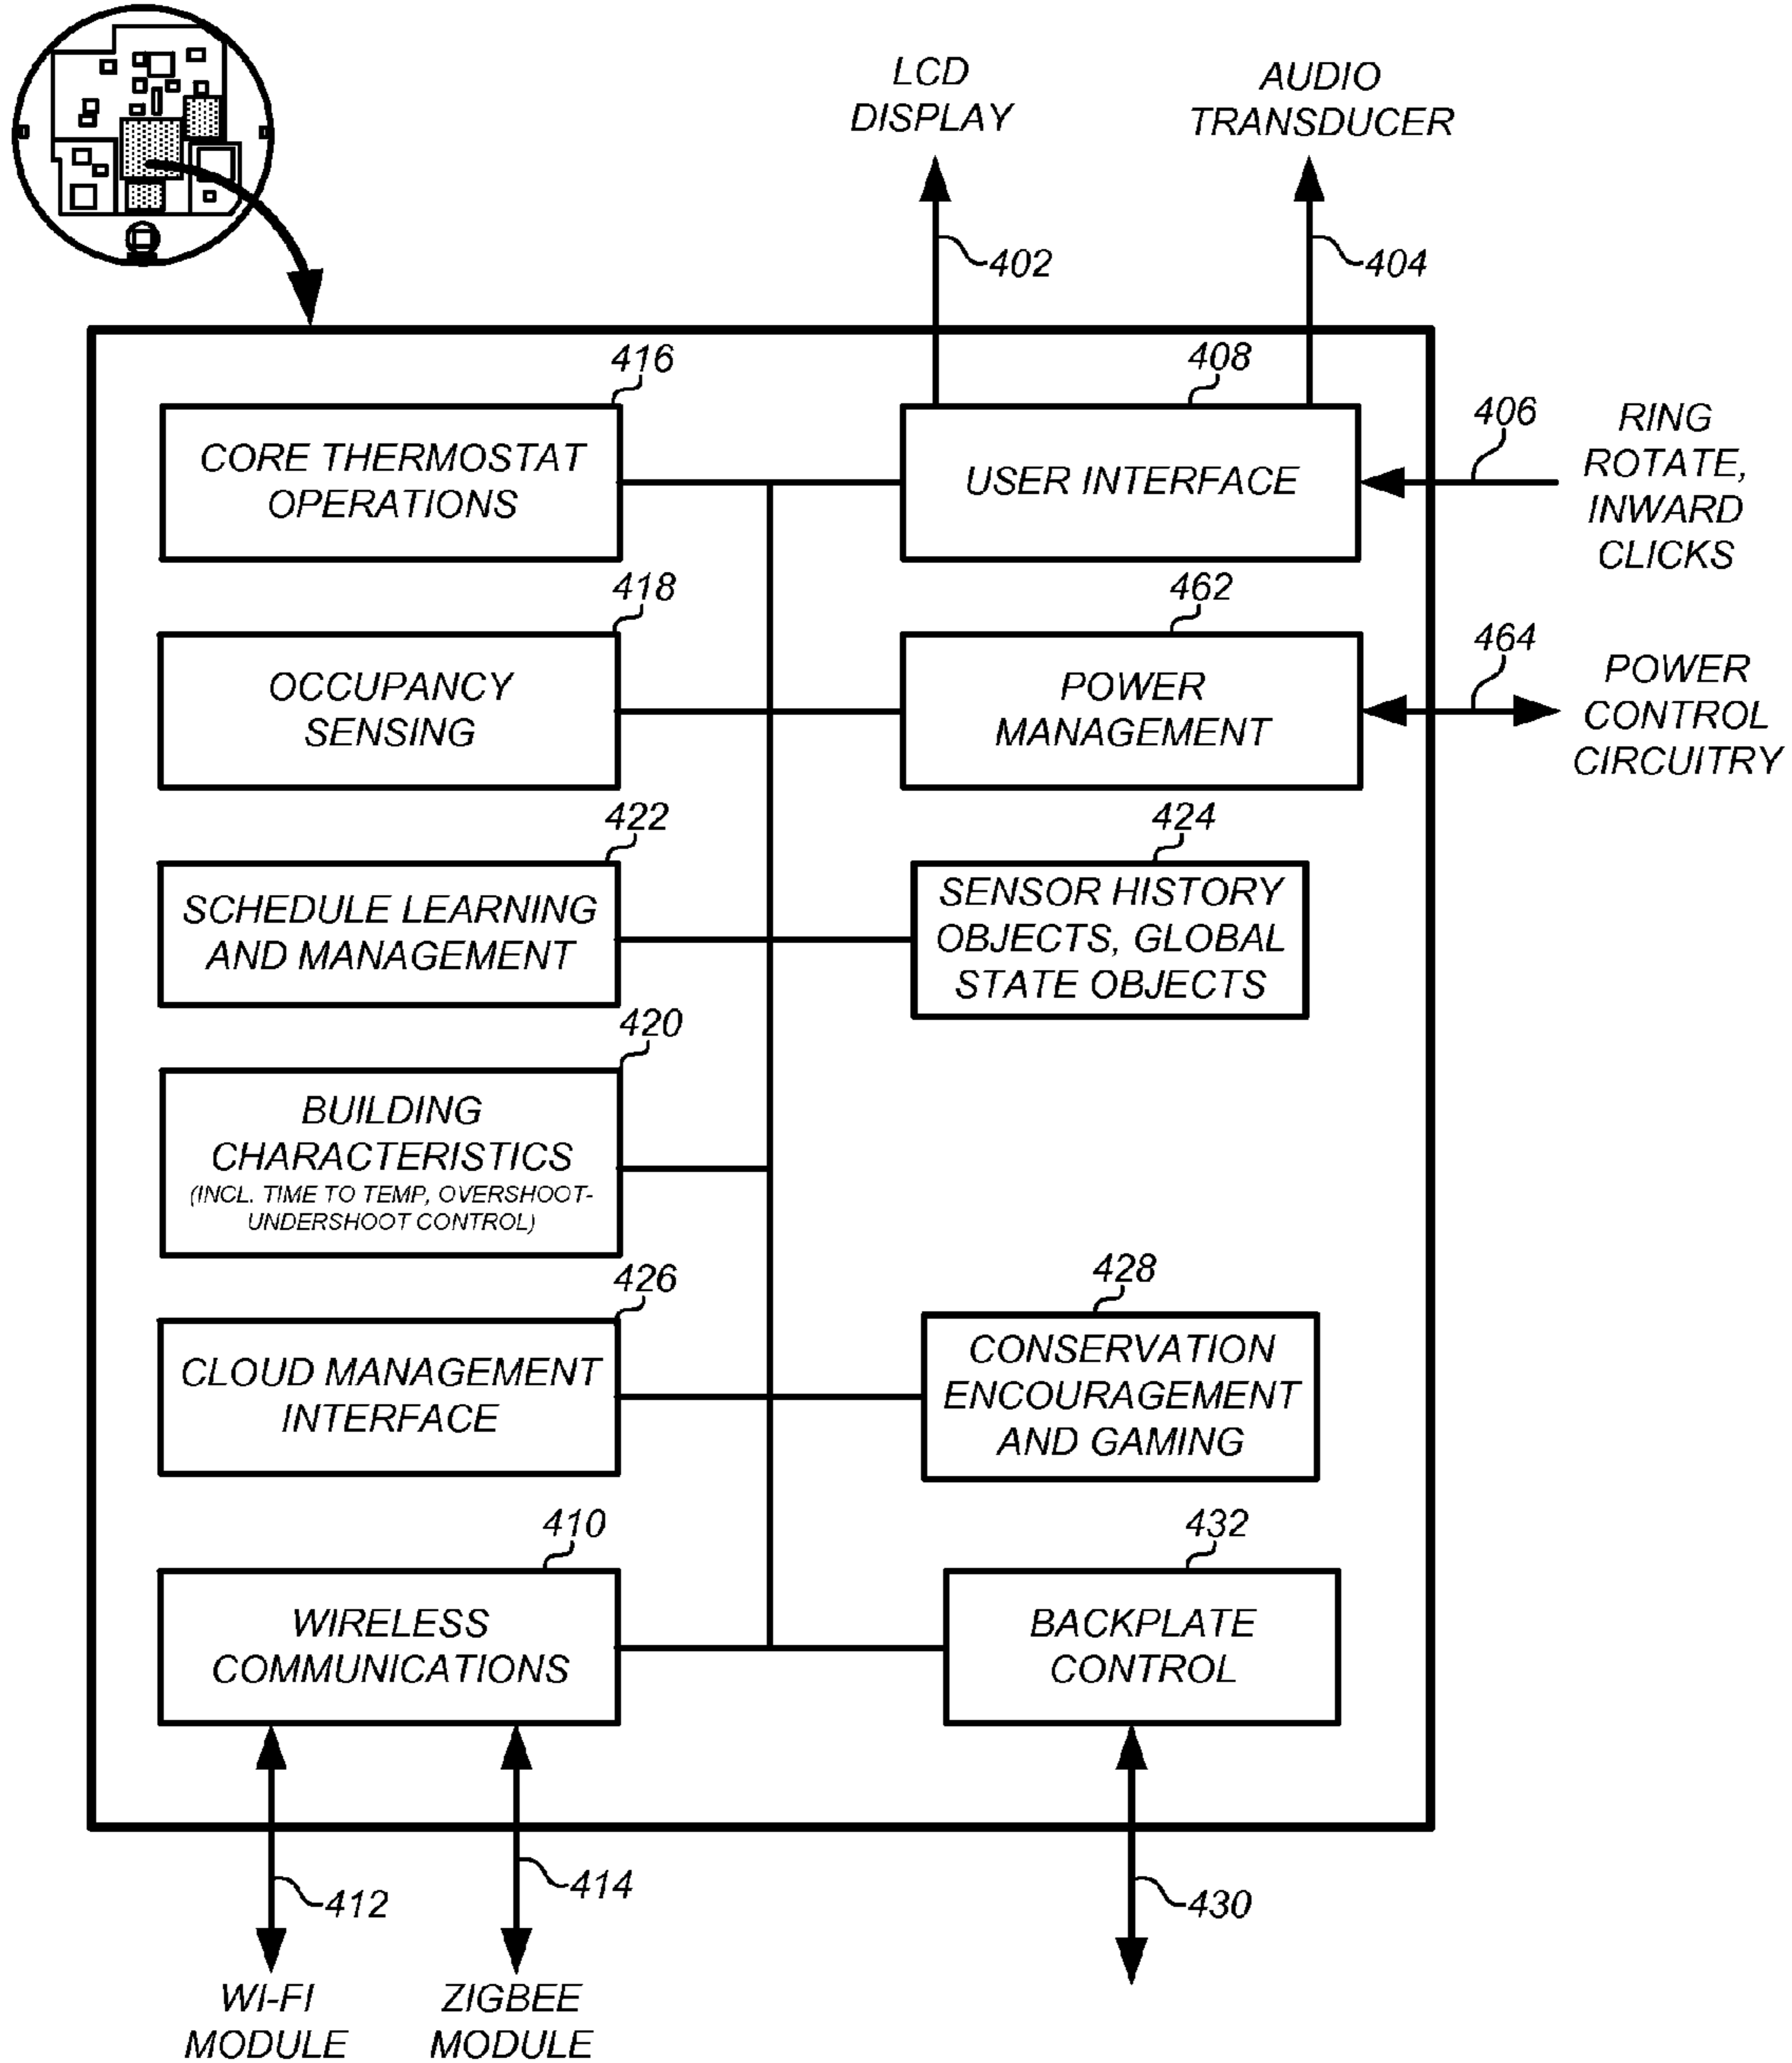 LCD
DISPLAY
AUDIO
TRANSDUCER
402
404
416
CORE THERMOSTAT
OPERATIONS
408
USER INTERFACE
406
RING
ROTATE,
INWARD
CLICKS
418
OCCUPANCY
SENSING
462
POWER
MANAGEMENT
464
POWER
CONTROL
CIRCUITRY
422
SCHEDULE LEARNING
AND MANAGEMENT
424
SENSOR HISTORY
OBJECTS, GLOBAL
STATE OBJECTS
420
BUILDING
CHARACTERISTICS
(INCL. TIME TO TEMP, OVERSHOOT-
UNDERSHOOT CONTROL)
426
CLOUD MANAGEMENT
INTERFACE
428
CONSERVATION
ENCOURAGEMENT
AND GAMING
410
WIRELESS
COMMUNICATIONS
432
BACKPLATE
CONTROL
412
414
430
WI-FI
MODULE
ZIGBEE
MODULE